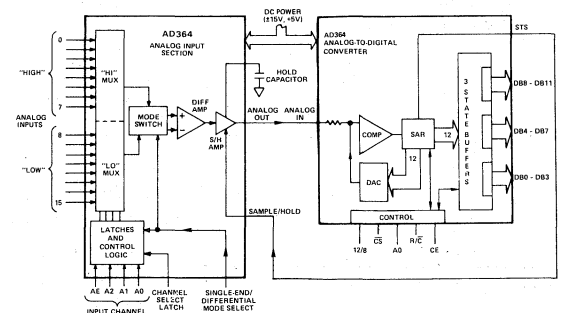 AD364
ANALOG INPUT
SECTION
DC POWER
(±15V, +5V)
AD364
ANALOG-TO-DIGITAL
CONVERTER
STS
0
"HIGH"
7
ANALOG
INPUTS
8
"LOW"
15
"HI"
MUX
"LO"
MUX
MODE
SWITCH
DIFF
AMP
+
−
S/H
AMP
HOLD
CAPACITOR
ANALOG
OUT
ANALOG
IN
COMP
SAR
12
12
DAC
3
STATE BUFFERS
DB8 - DB11
DB4 - DB7
DB0 - DB3
SAMPLE/HOLD
CONTROL
12/8
C̅S̅
A0
R/C̅
CE
LATCHES
AND
CONTROL
LOGIC
AE A2 A1 A0
INPUT CHANNEL
CHANNEL
SELECT
LATCH
SINGLE-END/
DIFFERENTIAL
MODE SELECT